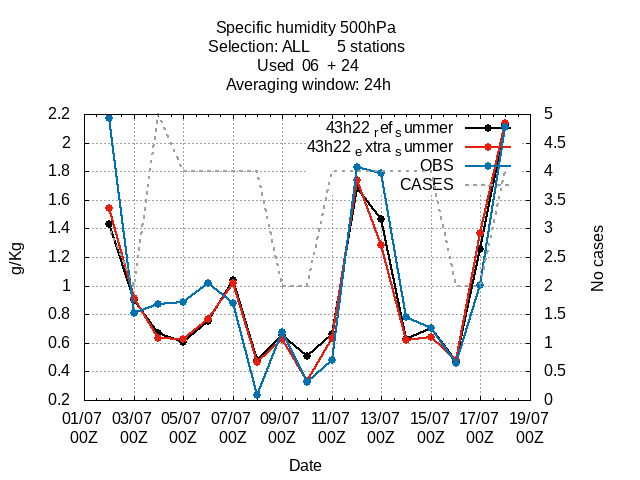 Specific humidity 500hPa
Selection: ALL 5 stations
Used 06 + 24
Averaging window: 24h
43h22 refsummer
43h22 extrasummer
OBS
CASES
2.2
2
1.8
1.6
1.4
1.2
1
0.8
0.6
0.4
0.2
g/Kg
5
4.5
4
3.5
3
2.5
2
1.5
1
0.5
0
No cases
01/07 03/07 05/07 07/07 09/07 11/07 13/07 15/07 17/07 19/07
00Z 00Z 00Z 00Z 00Z 00Z 00Z 00Z 00Z 00Z
Date